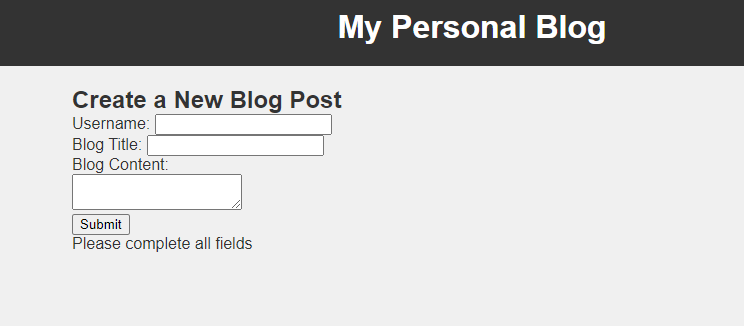 My Personal Blog
Create a New Blog Post
Username:
Blog Title:
Blog Content:
Submit
Please complete all fields